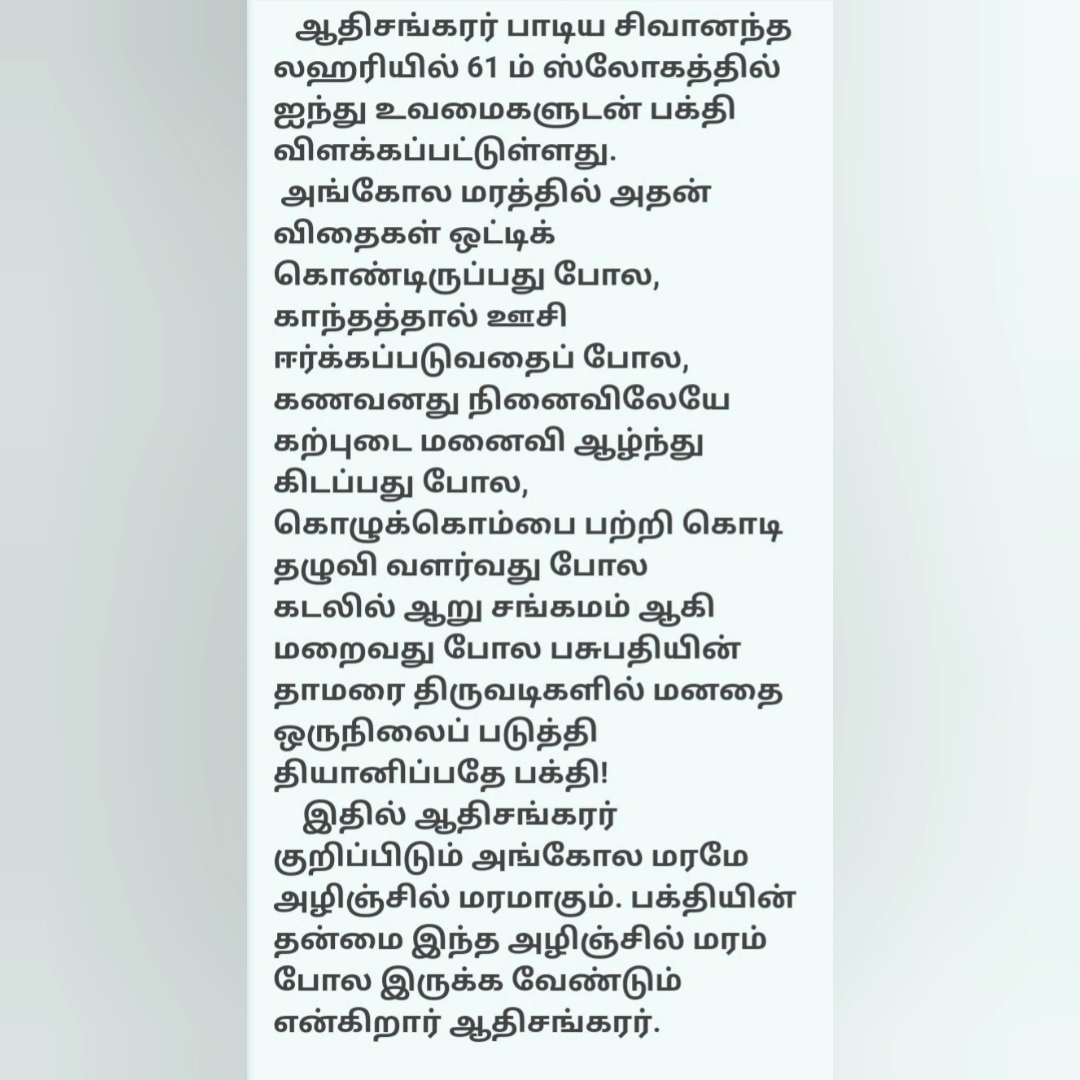 ஆதிசங்கரர் பாடிய சிவானந்த
லஹரியில் 61 ம் ஸ்லோகத்தில்
ஐந்து உவமைகளுடன் பக்தி
விளக்கப்பட்டுள்ளது.
அங்கோல மரத்தில் அதன்
விதைகள் ஒட்டிக்
கொண்டிருப்பது போல,
காந்தத்தால் ஊசி
ஈர்க்கப்படுவதைப் போல,
கணவனது நினைவிலேயே
கற்புடை மனைவி ஆழ்ந்து
கிடப்பது போல,
கொழுக்கொம்பை பற்றி கொடி
தழுவி வளர்வது போல
கடலில் ஆறு சங்கமம் ஆகி
மறைவது போல பசுபதியின்
தாமரை திருவடிகளில் மனதை
ஒருநிலைப் படுத்தி
தியானிப்பதே பக்தி!
இதில் ஆதிசங்கரர்
குறிப்பிடும் அங்கோல மரமே
அழிஞ்சில் மரமாகும். பக்தியின்
தன்மை இந்த அழிஞ்சில் மரம்
போல இருக்க வேண்டும்
என்கிறார் ஆதிசங்கரர்.